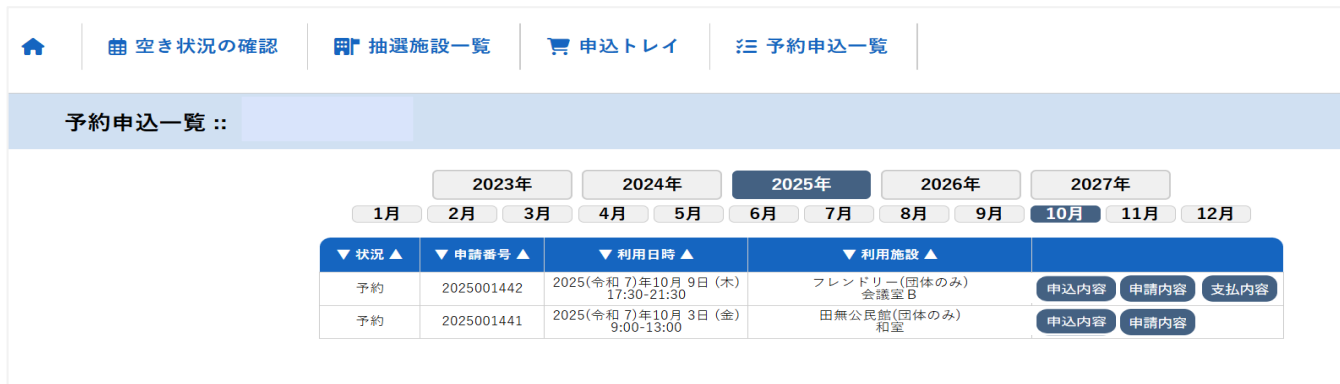 空き状況の確認 抽選施設一覧 申込トレイ 予約申込一覧
予約申込一覧 ::
2023年 2024年 2025年 2026年 2027年
1月 2月 3月 4月 5月 6月 7月 8月 9月 10月 11月 12月
▼ 状況 ▲ ▼ 申請番号 ▲ ▼ 利用日時 ▲ ▼ 利用施設 ▲
予約 2025001442 2025(令和 7)年10月 9日 (木) フレンドリー(団体のみ) 申込内容 申請内容 支払内容
17:30-21:30 会議室Ｂ
予約 2025001441 2025(令和 7)年10月 3日 (金) 田無公民館(団体のみ) 申込内容 申請内容
9:00-13:00 和室